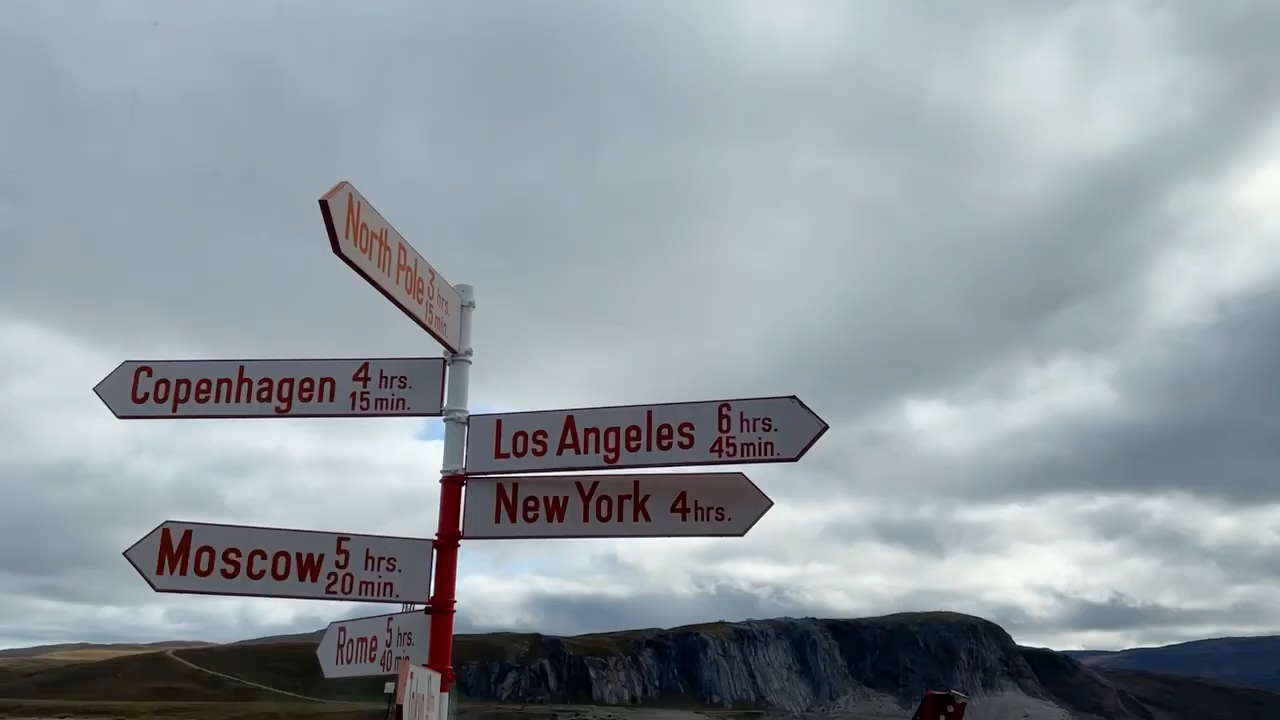 North Pole 3 hrs.
15 min.
Copenhagen 4 hrs.
15 min.
Los Angeles 6 hrs.
45 min.
New York 4 hrs.
Moscow 5 hrs.
20 min.
Rome 5 hrs.
40 min.